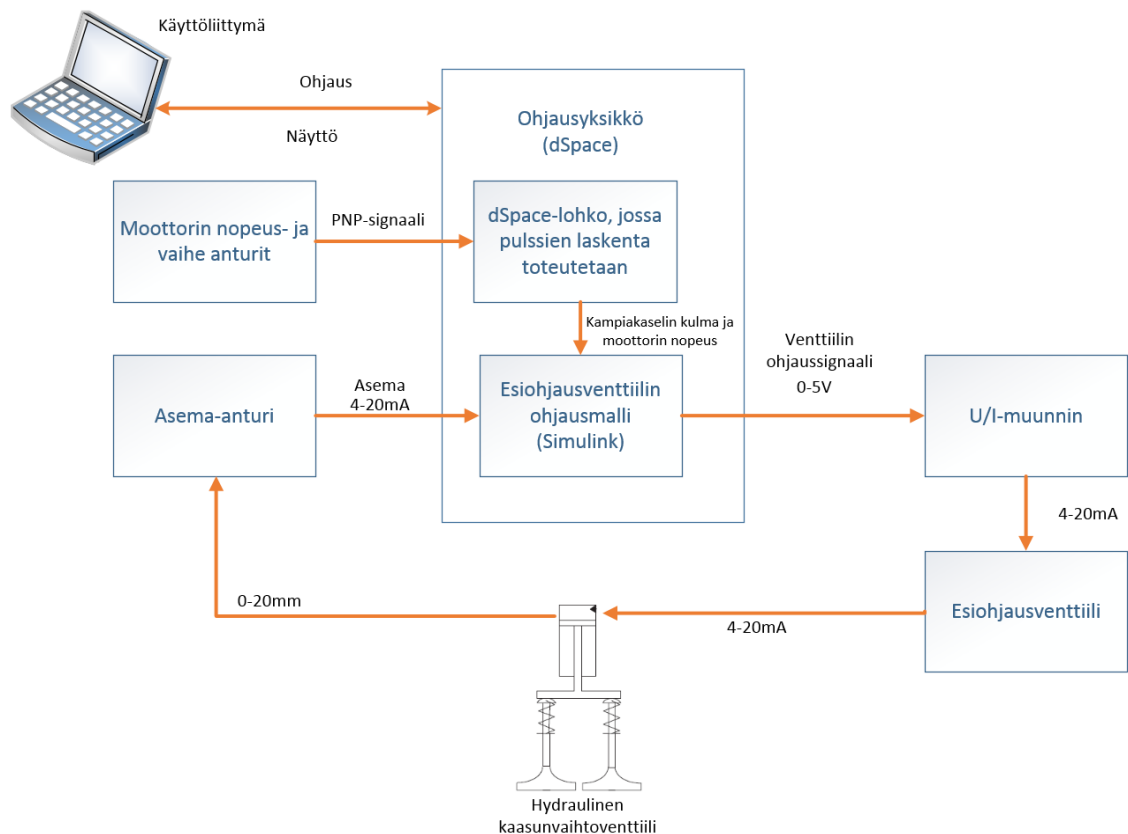 Käyttöliittymä
Ohjaus
Näyttö
Ohjausyksikkö
(dSpace)
Moottorin nopeus- ja
vaihe anturit
PNP-signaali
dSpace-lohko, jossa
pulssien laskenta
toteutetaan
Kampiakaselin kulma ja
moottorin nopeus
Asema-anturi
Asema
4-20mA
Esiohjausventtiilin
ohjausmalli
(Simulink)
Venttiilin
ohjaussignaali
0-5V
U/I-muunnin
4-20mA
Esiohjausventtiili
4-20mA
0-20mm
Hydraulinen
kaasunvaihtoventtiili